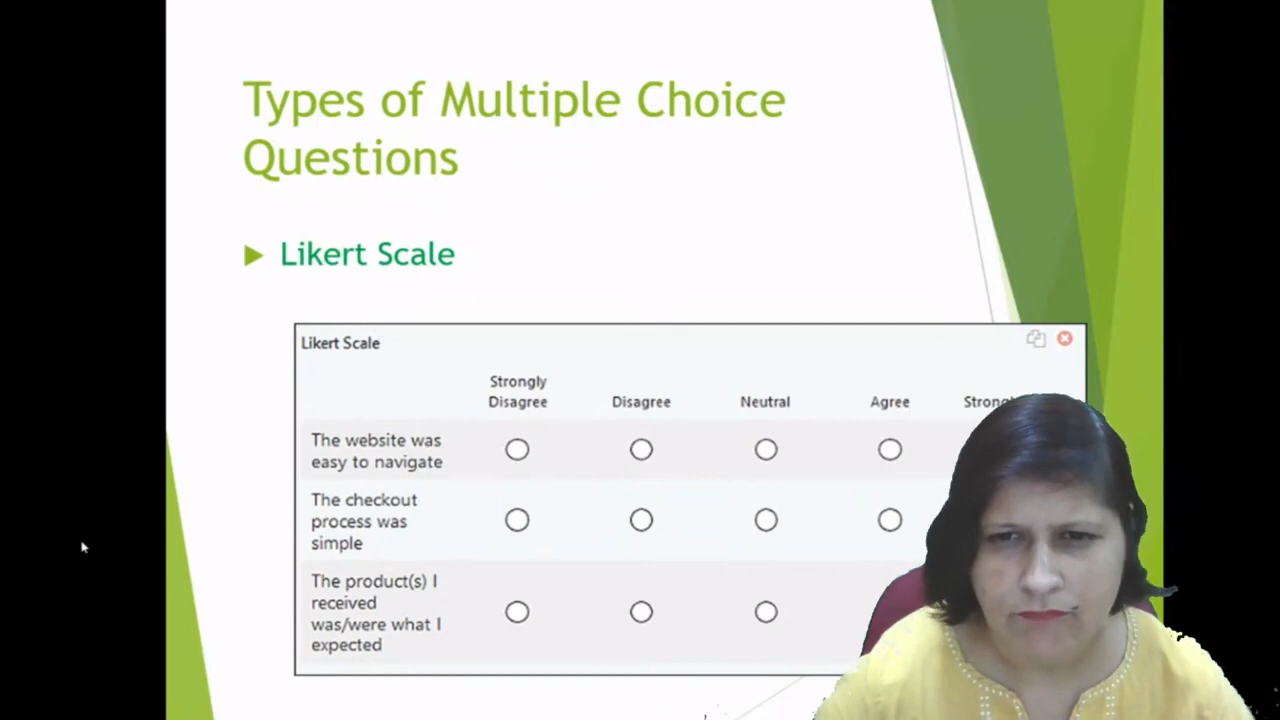 Types of Multiple Choice
Questions
Likert Scale
Likert Scale
Strongly
Disagree
Disagree
Neutral
Agree
The website was
easy to navigate
The checkout
process was
simple
The product(s) I
received
was/were what I
expected